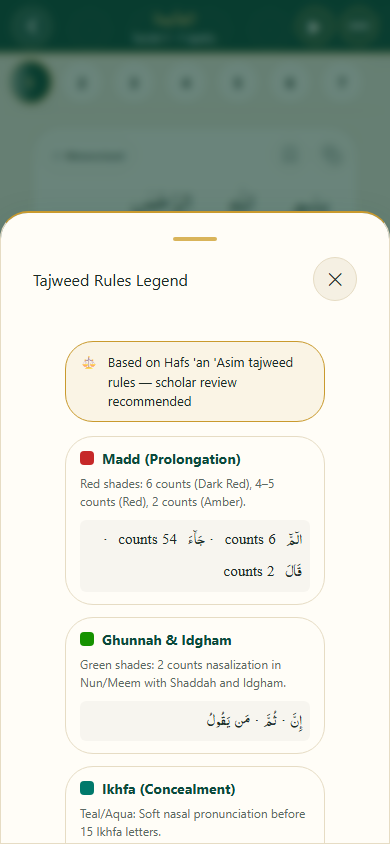 Tajweed Rules Legend
Based on Hafs 'an 'Asim tajweed
rules — scholar review
recommended
Madd (Prolongation)
Red shades: 6 counts (Dark Red), 4–5
counts (Red), 2 counts (Amber).
الٓمٓ 6 counts · جَآءَ 54 counts ·
قَالَ 2 counts
Ghunnah & Idgham
Green shades: 2 counts nasalization in
Nun/Meem with Shaddah and Idgham.
إِنَّ · ثُمَّ · مَن يَقُولُ
Ikhfa (Concealment)
Teal/Aqua: Soft nasal pronunciation before
15 Ikhfa letters.